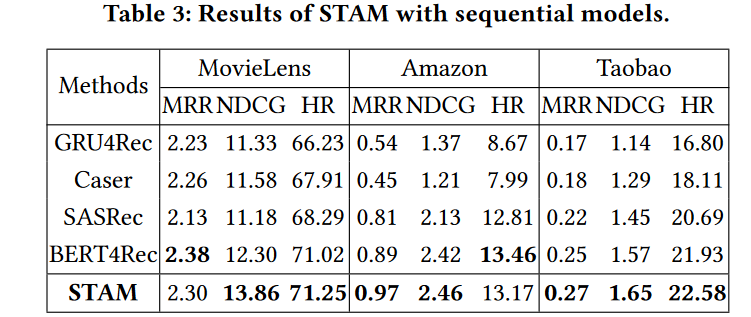 Table 3: Results of STAM with sequential models.
Methods MovieLens Amazon Taobao
MRR NDCG HR MRR NDCG HR MRR NDCG HR
GRU4Rec 2.23 11.33 66.23 0.54 1.37 8.67 0.17 1.14 16.80
Caser 2.26 11.58 67.91 0.45 1.21 7.99 0.18 1.29 18.11
SASRec 2.13 11.18 68.29 0.81 2.13 12.81 0.22 1.45 20.69
BERT4Rec 2.38 12.30 71.02 0.89 2.42 13.46 0.25 1.57 21.93
STAM 2.30 13.86 71.25 0.97 2.46 13.17 0.27 1.65 22.58